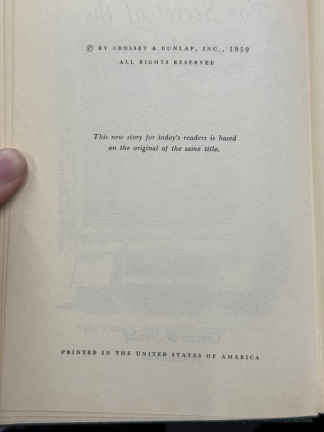 © BY GROSSET & DUNLAP, INC., 1959
ALL RIGHTS RESERVED
This new story for today's readers is based
on the original of the same title.
PRINTED IN THE UNITED STATES OF AMERICA